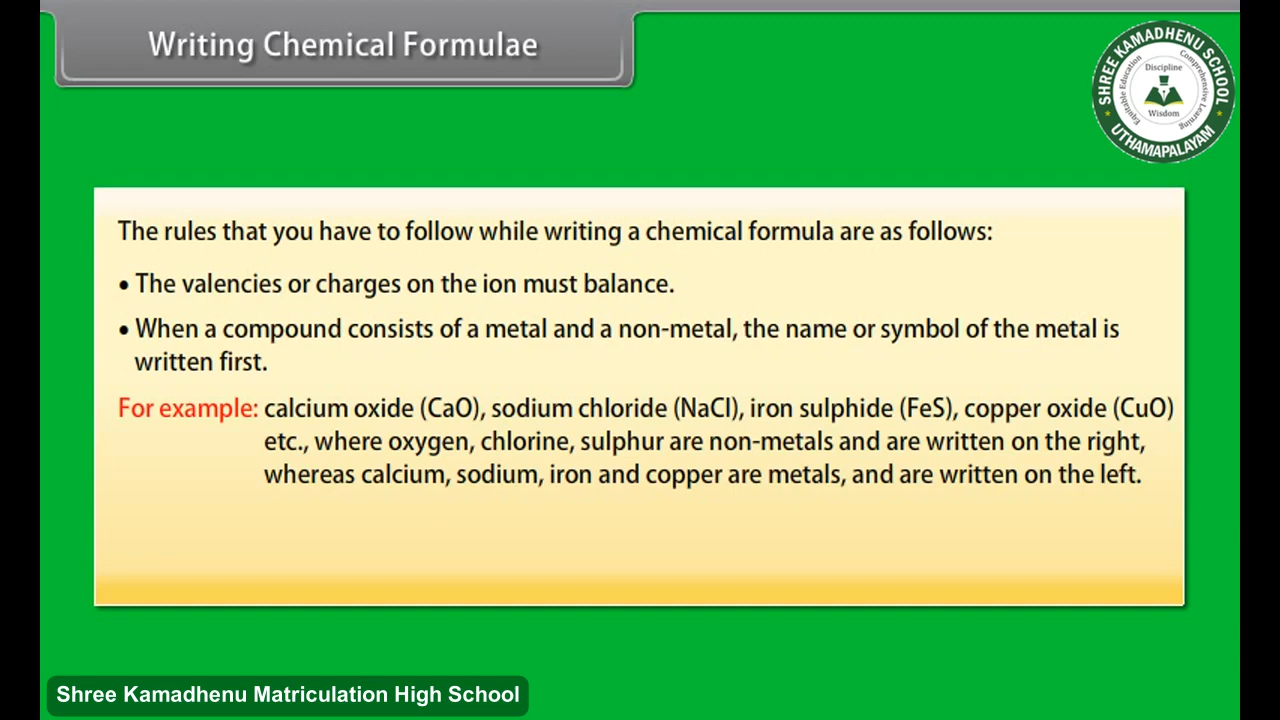 Writing Chemical Formulae
SHREE KAMADHENU SCHOOL
Equitable Education
Discipline
Comprehensive Learning
Wisdom
UTHAMAPALAYAM
The rules that you have to follow while writing a chemical formula are as follows:
• The valencies or charges on the ion must balance.
• When a compound consists of a metal and a non-metal, the name or symbol of the metal is
written first.
For example: calcium oxide (CaO), sodium chloride (NaCl), iron sulphide (FeS), copper oxide (CuO)
etc., where oxygen, chlorine, sulphur are non-metals and are written on the right,
whereas calcium, sodium, iron and copper are metals, and are written on the left.
Shree Kamadhenu Matriculation High School